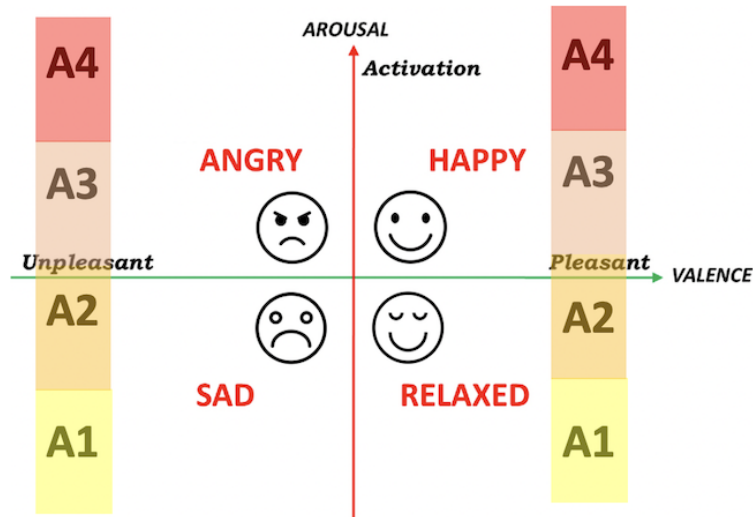 AROUSAL
A4
Activation
A4
ANGRY
HAPPY
A3
A3
Unpleasant
Pleasant
VALENCE
A2
A2
SAD
RELAXED
A1
A1